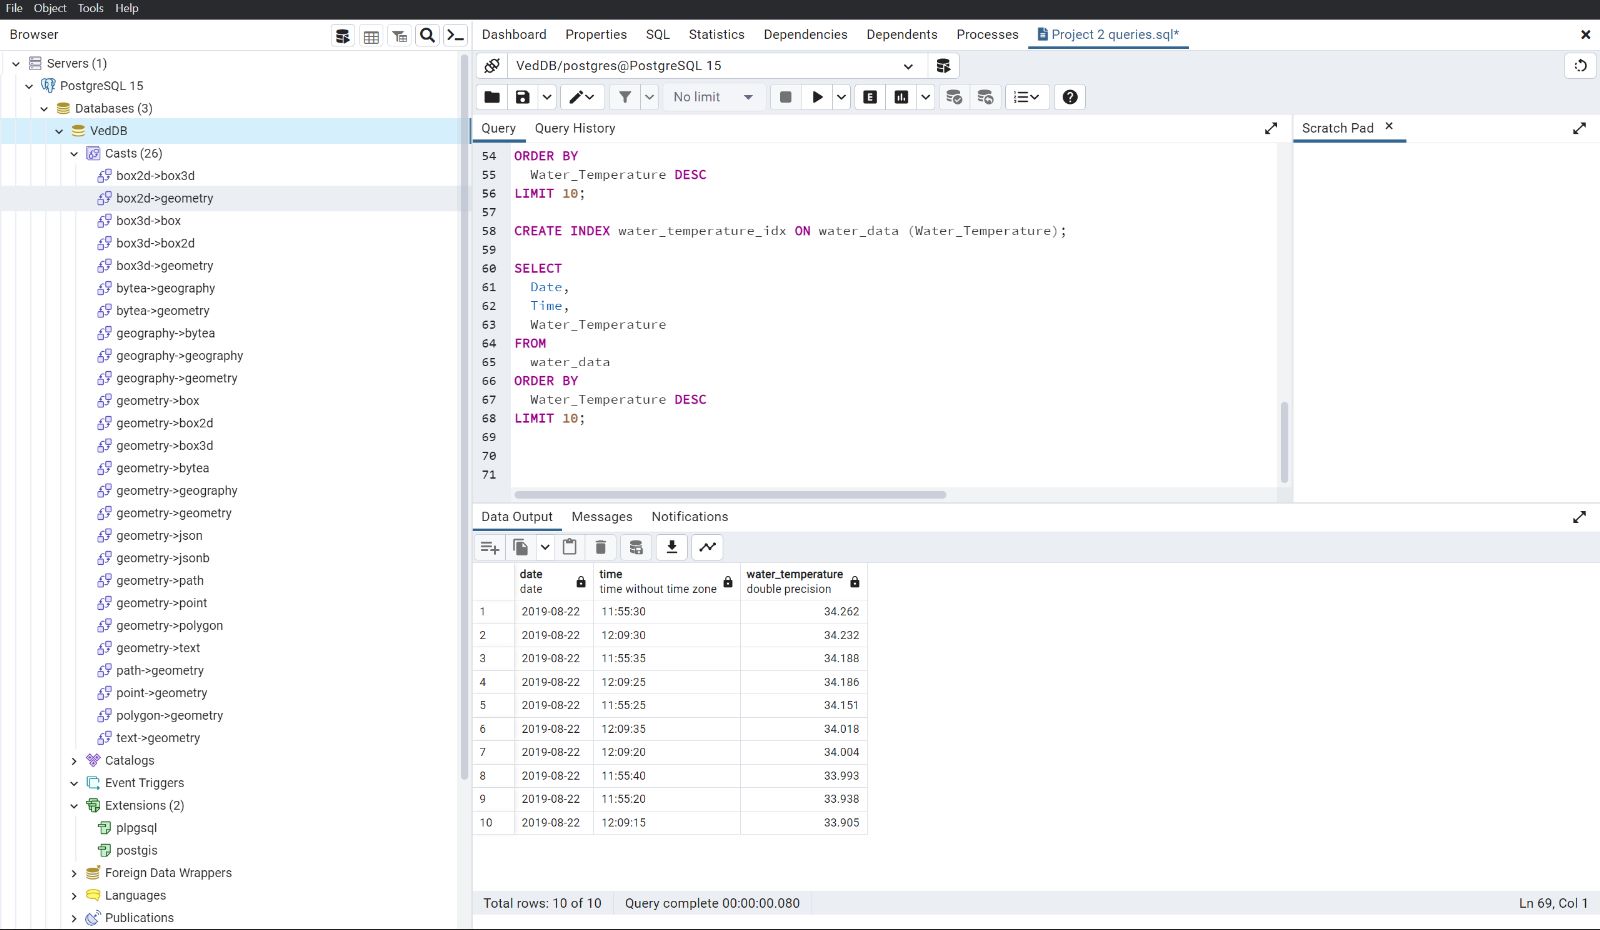 File Object Tools Help
Browser
Dashboard Properties SQL Statistics Dependencies Dependents Processes Project 2 queries.sql*
Servers (1)
PostgreSQL 15
Databases (3)
VedDB
Casts (26)
box2d->box3d
box2d->geometry
box3d->box
box3d->box2d
box3d->geometry
bytea->geography
bytea->geometry
geography->bytea
geography->geography
geography->geometry
geometry->box
geometry->box2d
geometry->box3d
geometry->bytea
geometry->geography
geometry->geometry
geometry->json
geometry->jsonb
geometry->path
geometry->point
geometry->polygon
geometry->text
path->geometry
point->geometry
polygon->geometry
text->geometry
Catalogs
Event Triggers
Extensions (2)
plpgsql
postgis
Foreign Data Wrappers
Languages
Publications
VedDB/postgres@PostgreSQL 15
No limit
E
Query Query History
Scratch Pad
54 ORDER BY
55 Water_Temperature DESC
56 LIMIT 10;
57
58 CREATE INDEX water_temperature_idx ON water_data (Water_Temperature);
59
60 SELECT
61 Date,
62 Time,
63 Water_Temperature
64 FROM
65 water_data
66 ORDER BY
67 Water_Temperature DESC
68 LIMIT 10;
69
70
71
Data Output Messages Notifications
date time water_temperature
date time without time zone double precision
1 2019-08-22 11:55:30 34.262
2 2019-08-22 12:09:30 34.232
3 2019-08-22 11:55:35 34.188
4 2019-08-22 12:09:25 34.186
5 2019-08-22 11:55:25 34.151
6 2019-08-22 12:09:35 34.018
7 2019-08-22 12:09:20 34.004
8 2019-08-22 11:55:40 33.993
9 2019-08-22 11:55:20 33.938
10 2019-08-22 12:09:15 33.905
Total rows: 10 of 10 Query complete 00:00:00.080 Ln 69, Col 1